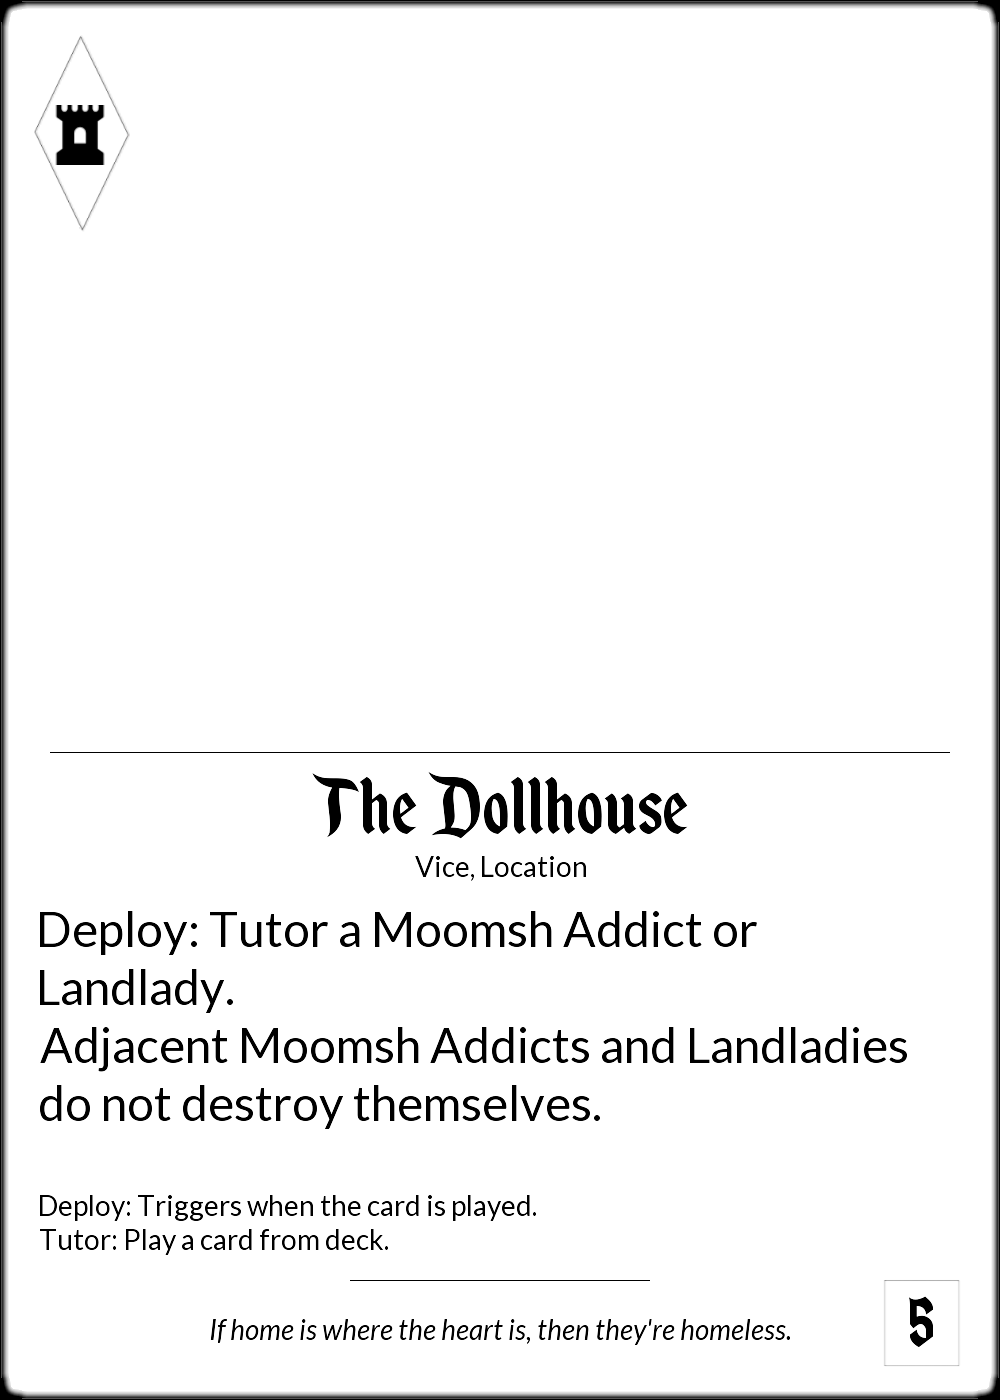 The Dollhouse
Vice, Location
Deploy: Tutor a Moomsh Addict or
Landlady.
Adjacent Moomsh Addicts and Landladies
do not destroy themselves.
Deploy: Triggers when the card is played.
Tutor: Play a card from deck.
If home is where the heart is, then they're homeless.
5